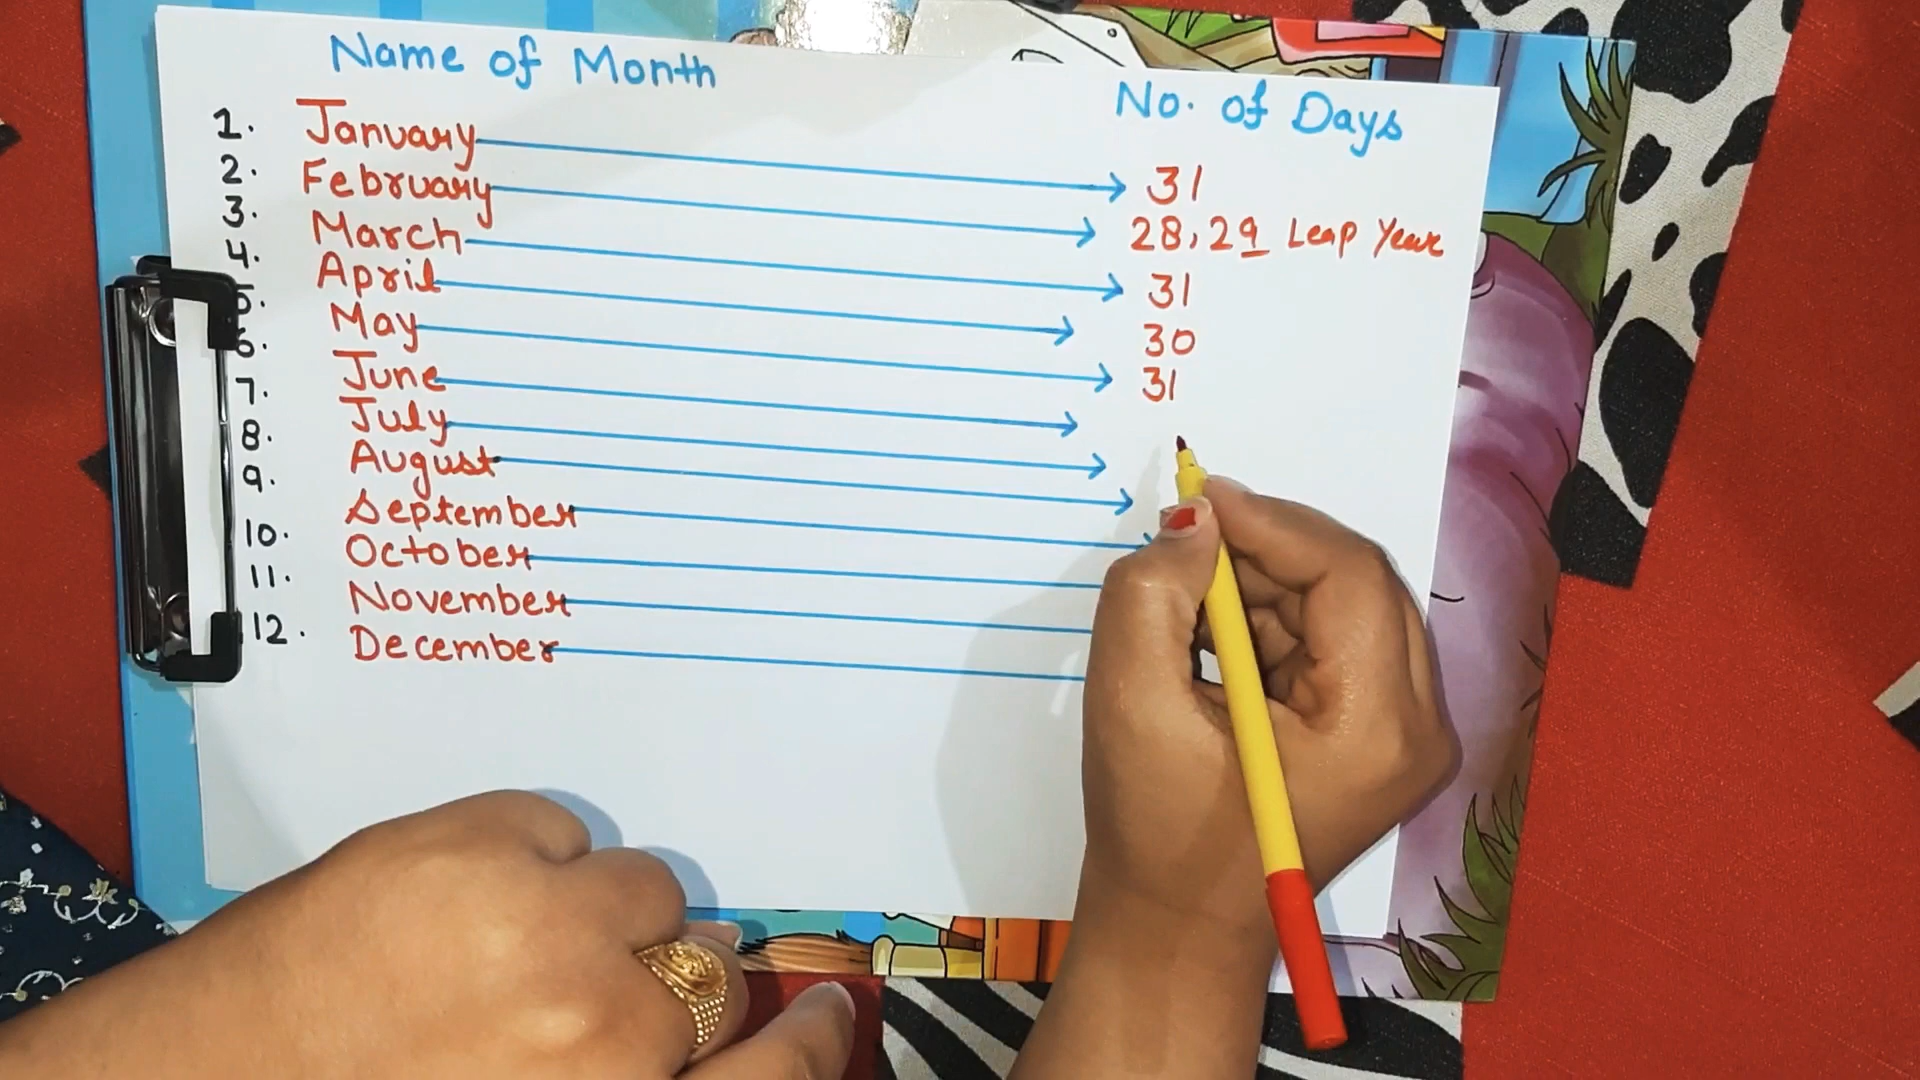 Name of Month No. of Days
1. January 31
2. February 28, 29 Leap Year
3. March 31
4. April 30
5. May 31
6. June
7. July
8. August
9. September
10. October
11. November
12. December